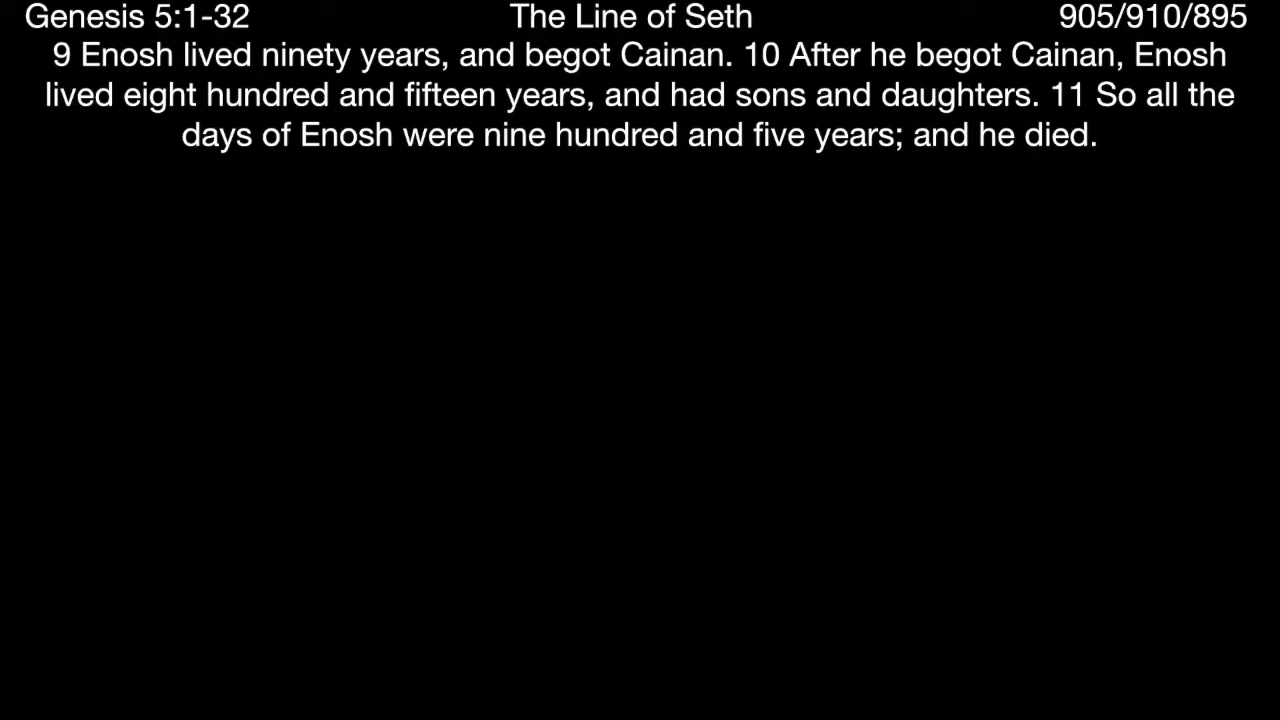 Genesis 5:1-32 The Line of Seth 905/910/895
9 Enosh lived ninety years, and begot Cainan. 10 After he begot Cainan, Enosh
lived eight hundred and fifteen years, and had sons and daughters. 11 So all the
days of Enosh were nine hundred and five years; and he died.